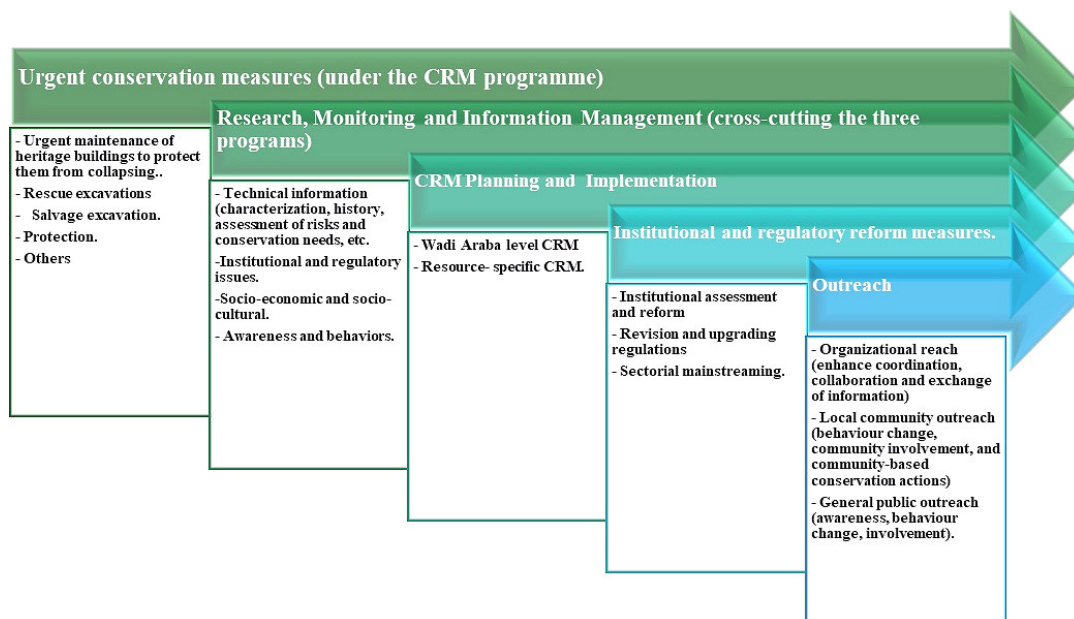 Urgent conservation measures (under the CRM programme)
- Urgent maintenance of
heritage buildings to protect
them from collapsing..
- Rescue excavations
- Salvage excavation.
- Protection.
- Others
Research, Monitoring and Information Management (cross-cutting the three
programs)
- Technical information
(characterization, history,
assessment of risks and
conservation needs, etc.
-Institutional and regulatory
issues.
-Socio-economic and socio-
cultural.
- Awareness and behaviors.
CRM Planning and Implementation
- Wadi Araba level CRM
- Resource- specific CRM.
Institutional and regulatory reform measures.
- Institutional assessment
and reform
- Revision and upgrading
regulations
- Sectorial mainstreaming.
Outreach
- Organizational reach
(enhance coordination,
collaboration and exchange
of information)
- Local community outreach
(behaviour change,
community involvement, and
community-based
conservation actions)
- General public outreach
(awareness, behaviour
change, involvement).